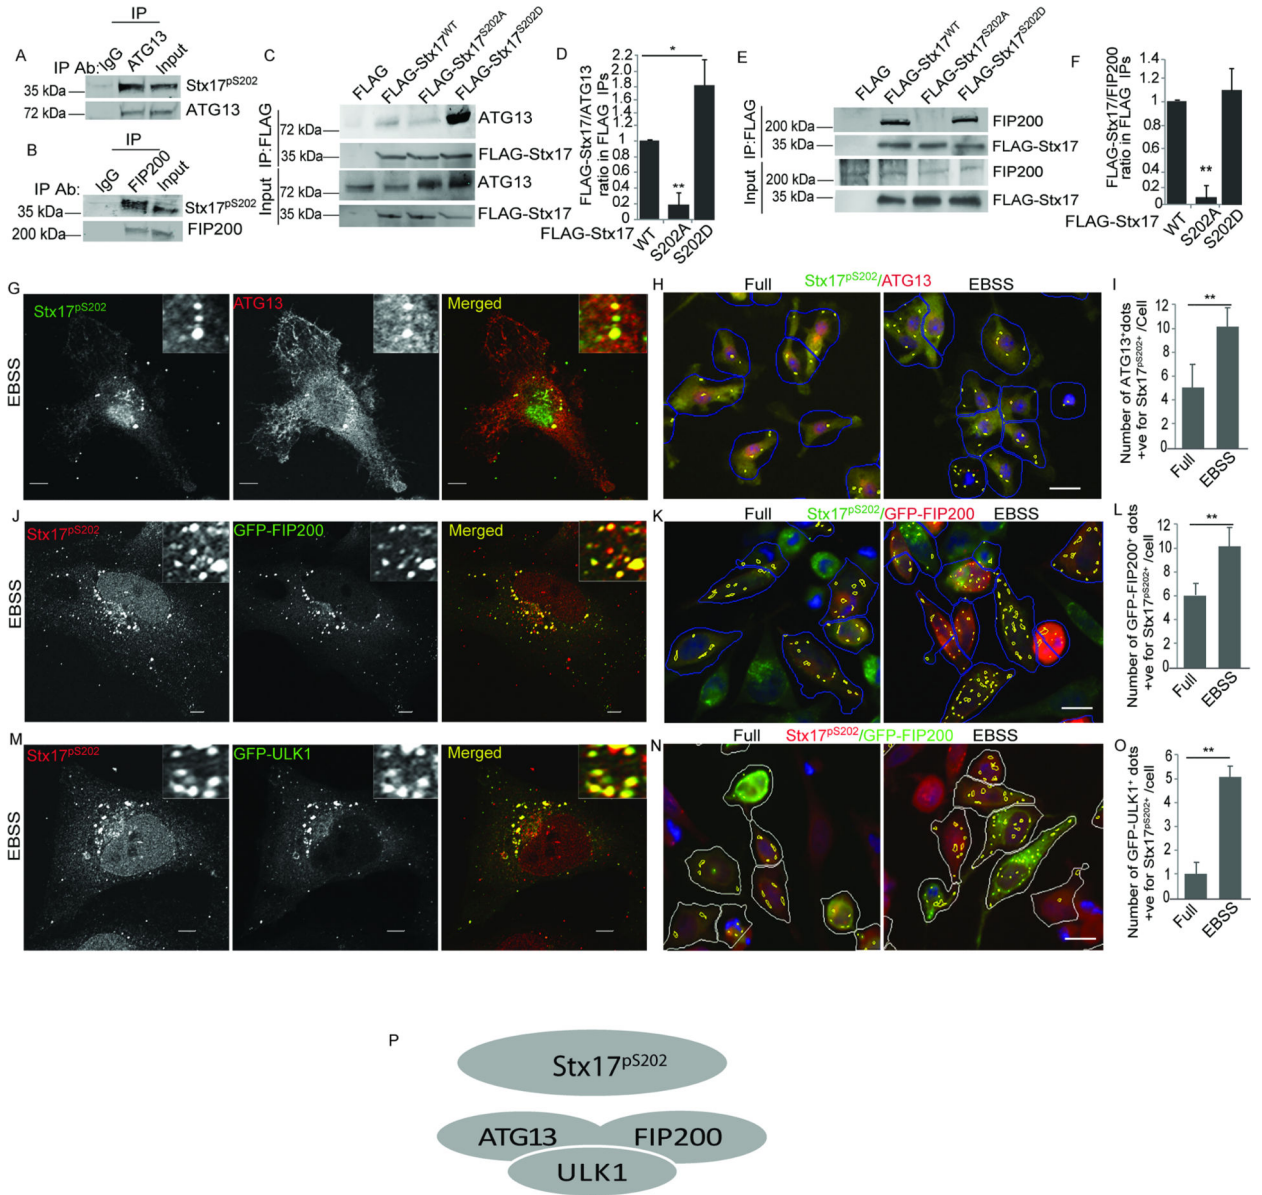 A
IP
IP Ab: IgG ATG13 Input
35 kDa Stx17pS202
72 kDa ATG13
B
IP
IP Ab: IgG FIP200 Input
35 kDa Stx17pS202
200 kDa FIP200
C
FLAG FLAG-Stx17WT FLAG-Stx17S202A FLAG-Stx17S202D
IP:FLAG
72 kDa ATG13
35 kDa FLAG-Stx17
Input
72 kDa ATG13
35 kDa FLAG-Stx17
D
FLAG-Stx17/ATG13
ratio in FLAG IPs
2.2
2.0
1.8
1.6
1.4
1.2
1.2
1
0.8
0.6
0.4
0.2
0
*
**
FLAG-Stx17 WT S202A S202D
E
FLAG FLAG-Stx17WT FLAG-Stx17S202A FLAG-Stx17S202D
IP:FLAG
200 kDa FIP200
35 kDa FLAG-Stx17
Input
200 kDa FIP200
35 kDa FLAG-Stx17
F
FLAG-Stx17/FIP200
ratio in FLAG IPs
1.4
1.2
1
0.8
0.6
0.4
0.2
0
**
FLAG-Stx17 WT S202A S202D
G
EBSS
Stx17pS202 ATG13 Merged
H
Full Stx17pS202/ATG13 EBSS
I
Number of ATG13+dots
+ve for Stx17pS202+ /Cell
12
10
8
6
4
2
0
**
Full EBSS
J
EBSS
Stx17pS202 GFP-FIP200 Merged
K
Full Stx17pS202/GFP-FIP200 EBSS
L
Number of GFP-FIP200+ dots
+ve for Stx17pS202+ /cell
12
10
8
6
4
2
0
**
Full EBSS
M
EBSS
Stx17pS202 GFP-ULK1 Merged
N
Full Stx17pS202/GFP-FIP200 EBSS
O
Number of GFP-ULK1+ dots
+ve for Stx17pS202+ /cell
6
5
4
3
2
1
0
**
Full EBSS
P
Stx17pS202
ATG13 FIP200
ULK1